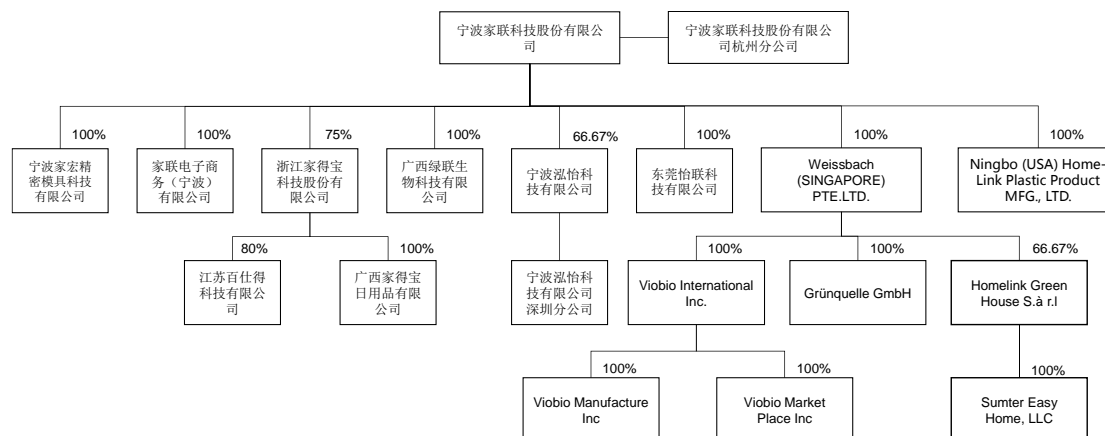 宁波家联科技股份有限公
司
宁波家联科技股份有限公
司杭州分公司
100%
100%
75%
100%
66.67%
100%
100%
100%
宁波家宏精
密模具科技
有限公司
家联电子商
务（宁波）
有限公司
浙江家得宝
科技股份有
限公司
广西绿联生
物科技有限
公司
宁波泓怡科
技有限公司
东莞怡联科
技有限公司
Weissbach
(SINGAPORE)
PTE.LTD.
Ningbo (USA) Home-
Link Plastic Product
MFG., LTD.
80%
100%
100%
100%
66.67%
江苏百仕得
科技有限公
司
广西家得宝
日用品有限
公司
宁波泓怡科
技有限公司
深圳分公司
Viobio International
Inc.
Grünquelle GmbH
Homelink Green
House S.à r.l
100%
100%
100%
Viobio Manufacture
Inc
Viobio Market
Place Inc
Sumter Easy
Home, LLC